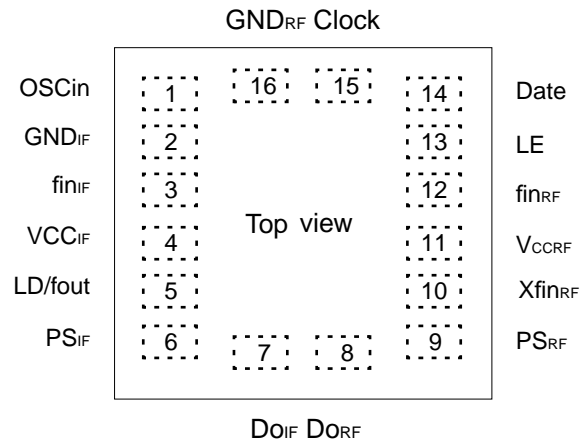 GNDRF Clock
OSCin 1 16 15 14 Date
GNDIF 2 13 LE
finIF 3 12 finRF
Top view
VCCIF 4 11 VCCRF
LD/fout 5 10 XfinRF
PSIF 6 7 8 9 PSRF
DoIF DoRF